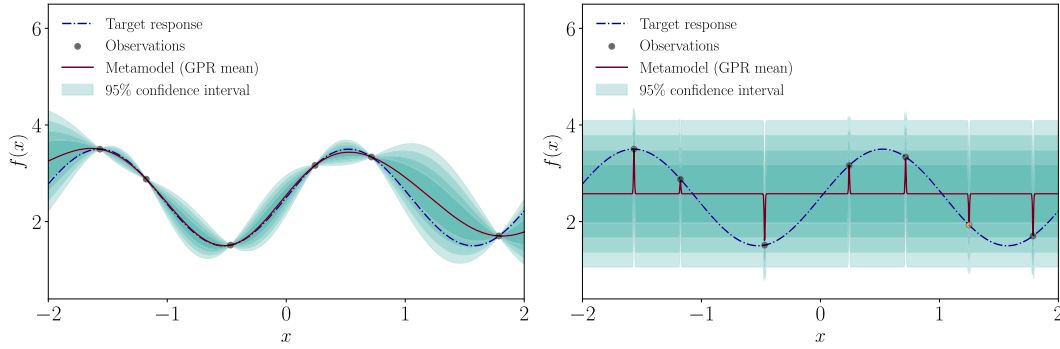 Target response
Observations
Metamodel (GPR mean)
95% confidence interval
6
4
2
f(x)
−2 −1 0 1 2
x
Target response
Observations
Metamodel (GPR mean)
95% confidence interval
6
4
2
f(x)
−2 −1 0 1 2
x